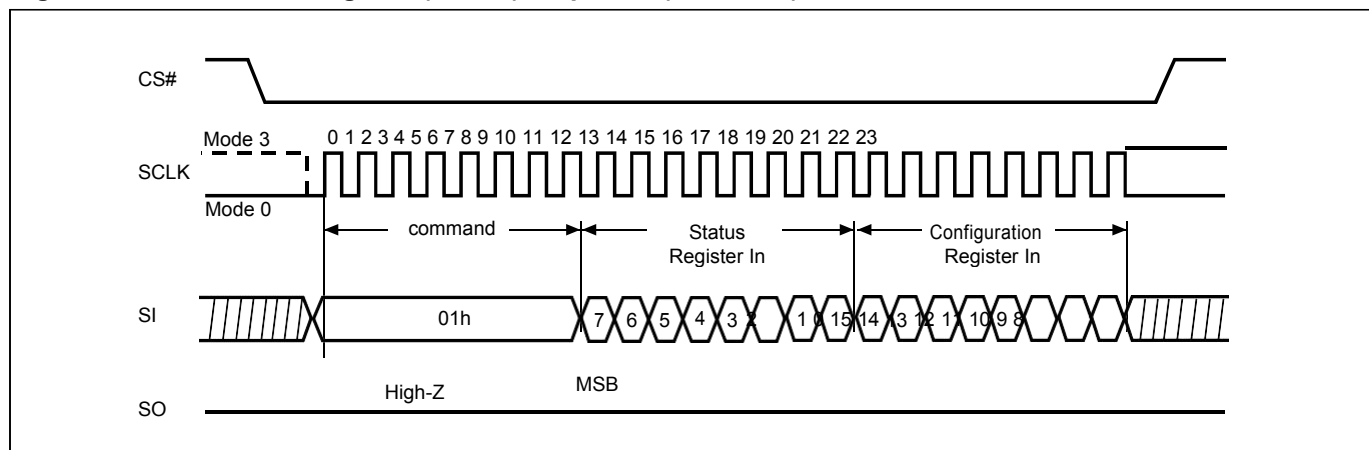 CS#
0 1 2 3 4 5 6 7 8 9 10 11 12 13 14 15 16 17 18 19 20 21 22 23
Mode 3
SCLK
Mode 0
command
Status
Register In
Configuration
Register In
SI
01h
7 6 5 4 3 2 1 0 15 14 13 12 11 10 9 8
High-Z
MSB
SO